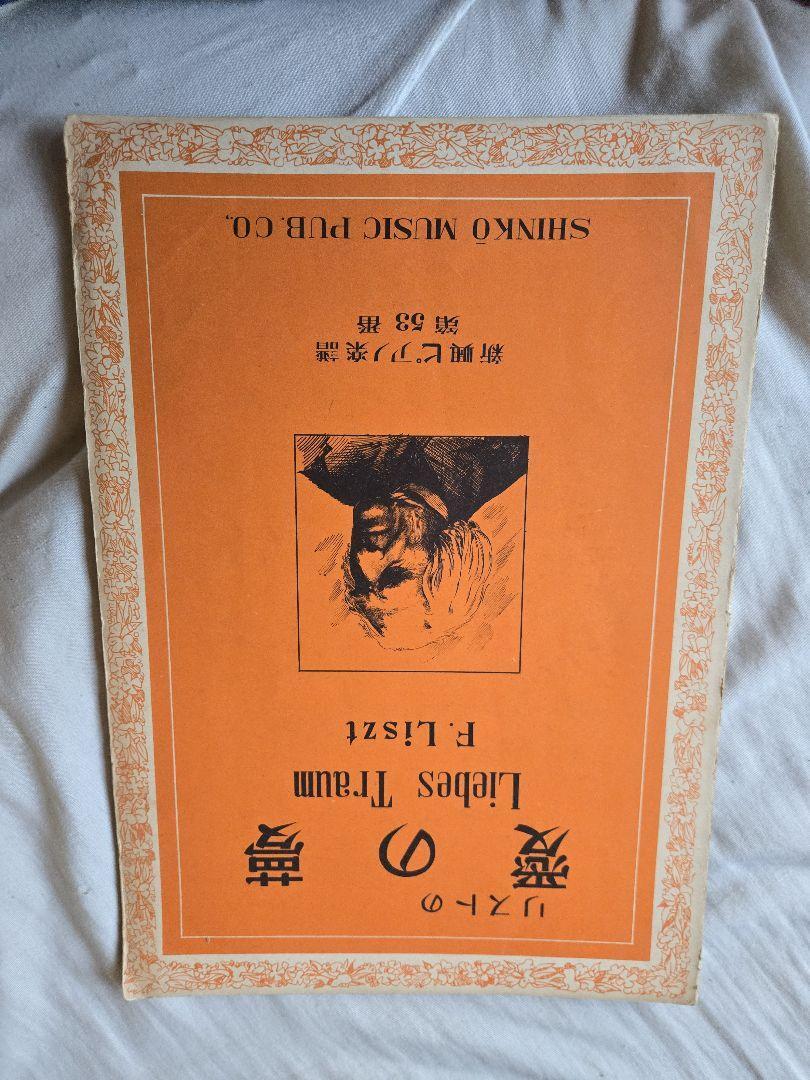 リストの
愛の夢
Liebes Traum
F. Liszt
新興ピアノ楽譜
第53番
SHINKŌ MUSIC PUB. CO.,